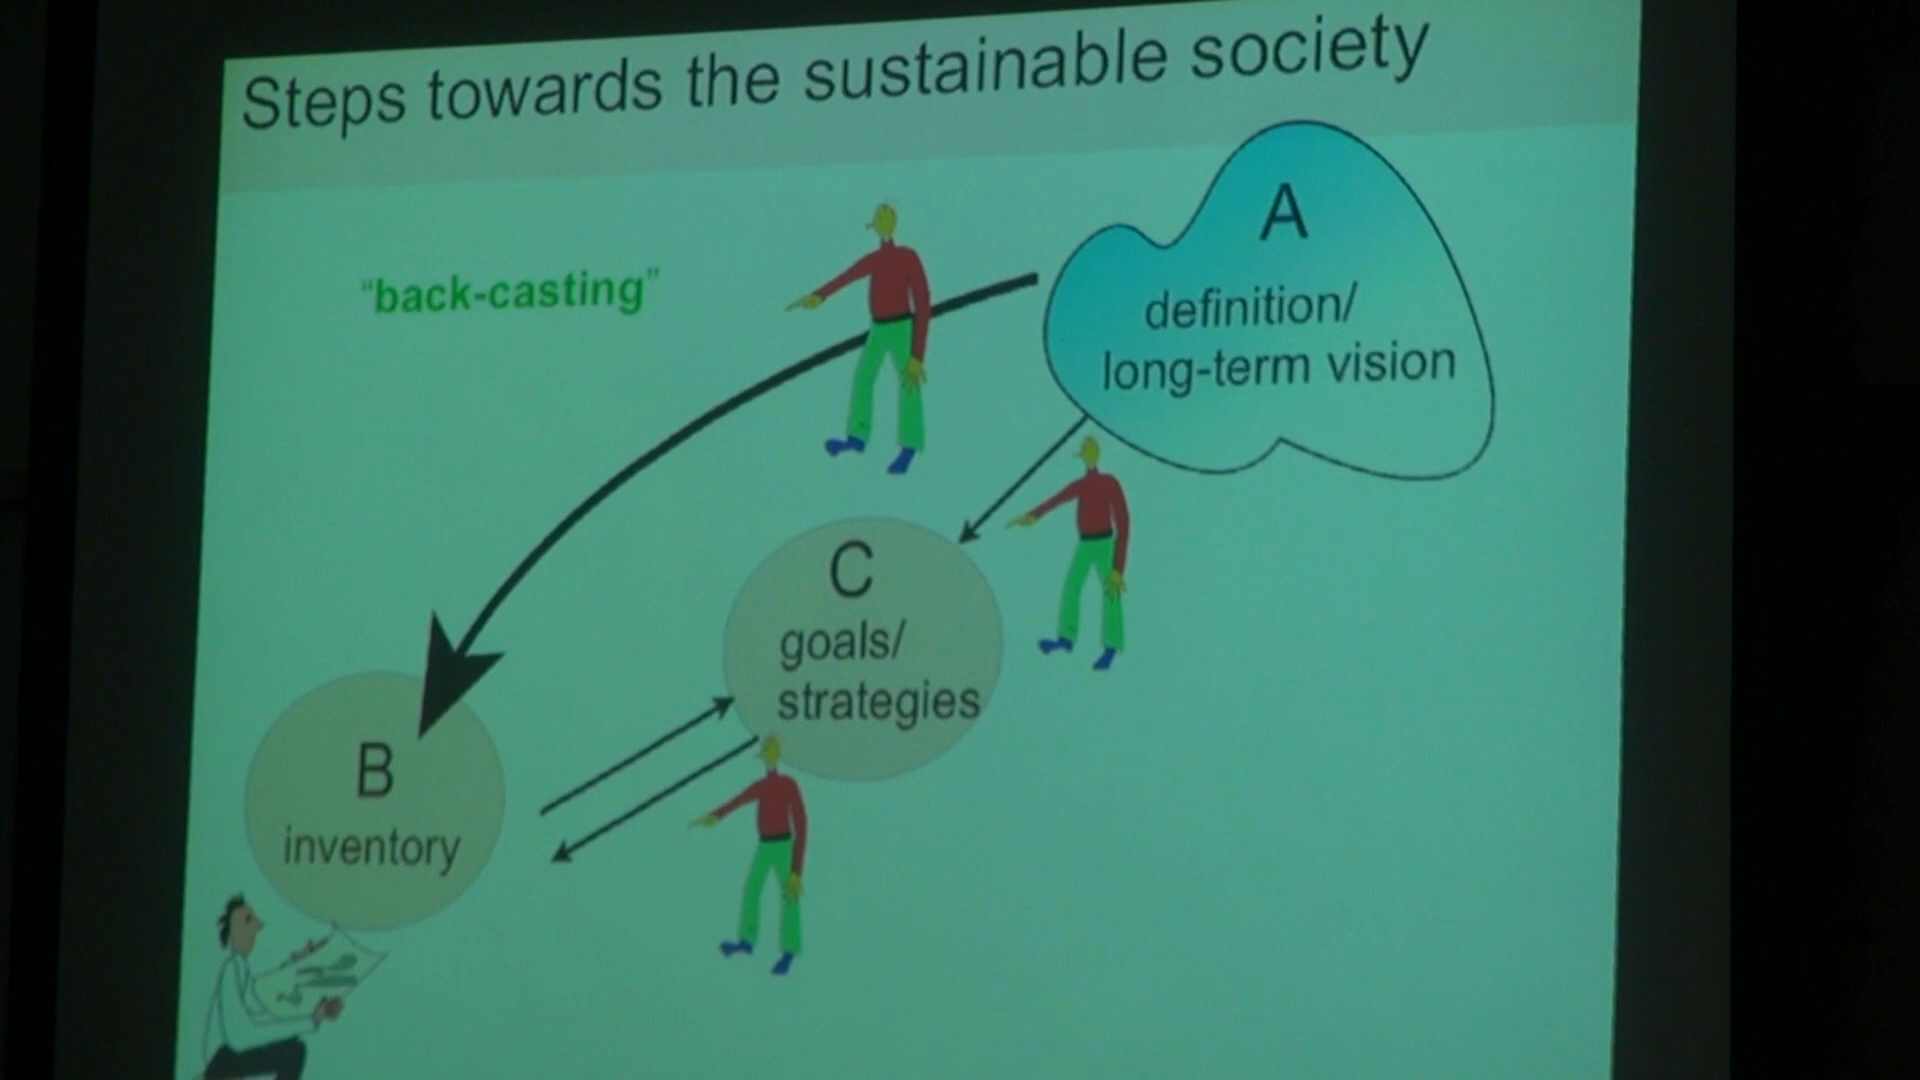 Steps towards the sustainable society
“back-casting”
A
definition/
long-term vision
C
goals/
strategies
B
inventory